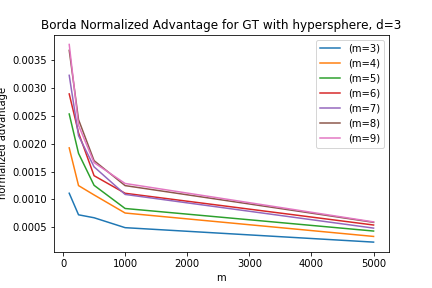 Borda Normalized Advantage for GT with hypersphere, d=3
normalized advantage
0.0035
0.0030
0.0025
0.0020
0.0015
0.0010
0.0005
(m=3)
(m=4)
(m=5)
(m=6)
(m=7)
(m=8)
(m=9)
0 1000 2000 3000 4000 5000
m